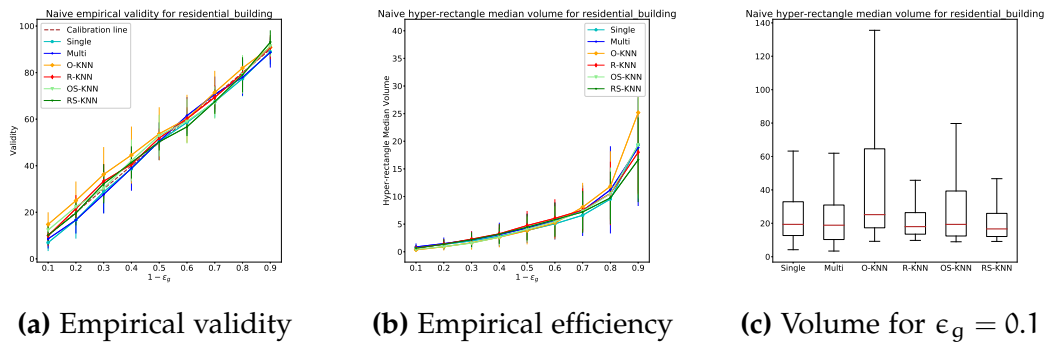 Naive empirical validity for residential_building
100
80
60
40
20
0
Validity
Calibration line
Single
Multi
O-KNN
R-KNN
OS-KNN
RS-KNN
0.1 0.2 0.3 0.4 0.5 0.6 0.7 0.8 0.9
1 − ϵg
(a) Empirical validity
Naive hyper-rectangle median volume for residential_building
40
35
30
25
20
15
10
5
0
Hyper-rectangle Median Volume
Single
Multi
O-KNN
R-KNN
OS-KNN
RS-KNN
0.1 0.2 0.3 0.4 0.5 0.6 0.7 0.8 0.9
1 − ϵg
(b) Empirical efficiency
Naive hyper-rectangle median volume for residential_building
140
120
100
80
60
40
20
0
Single Multi O-KNN R-KNN OS-KNN RS-KNN
(c) Volume for ϵg = 0.1